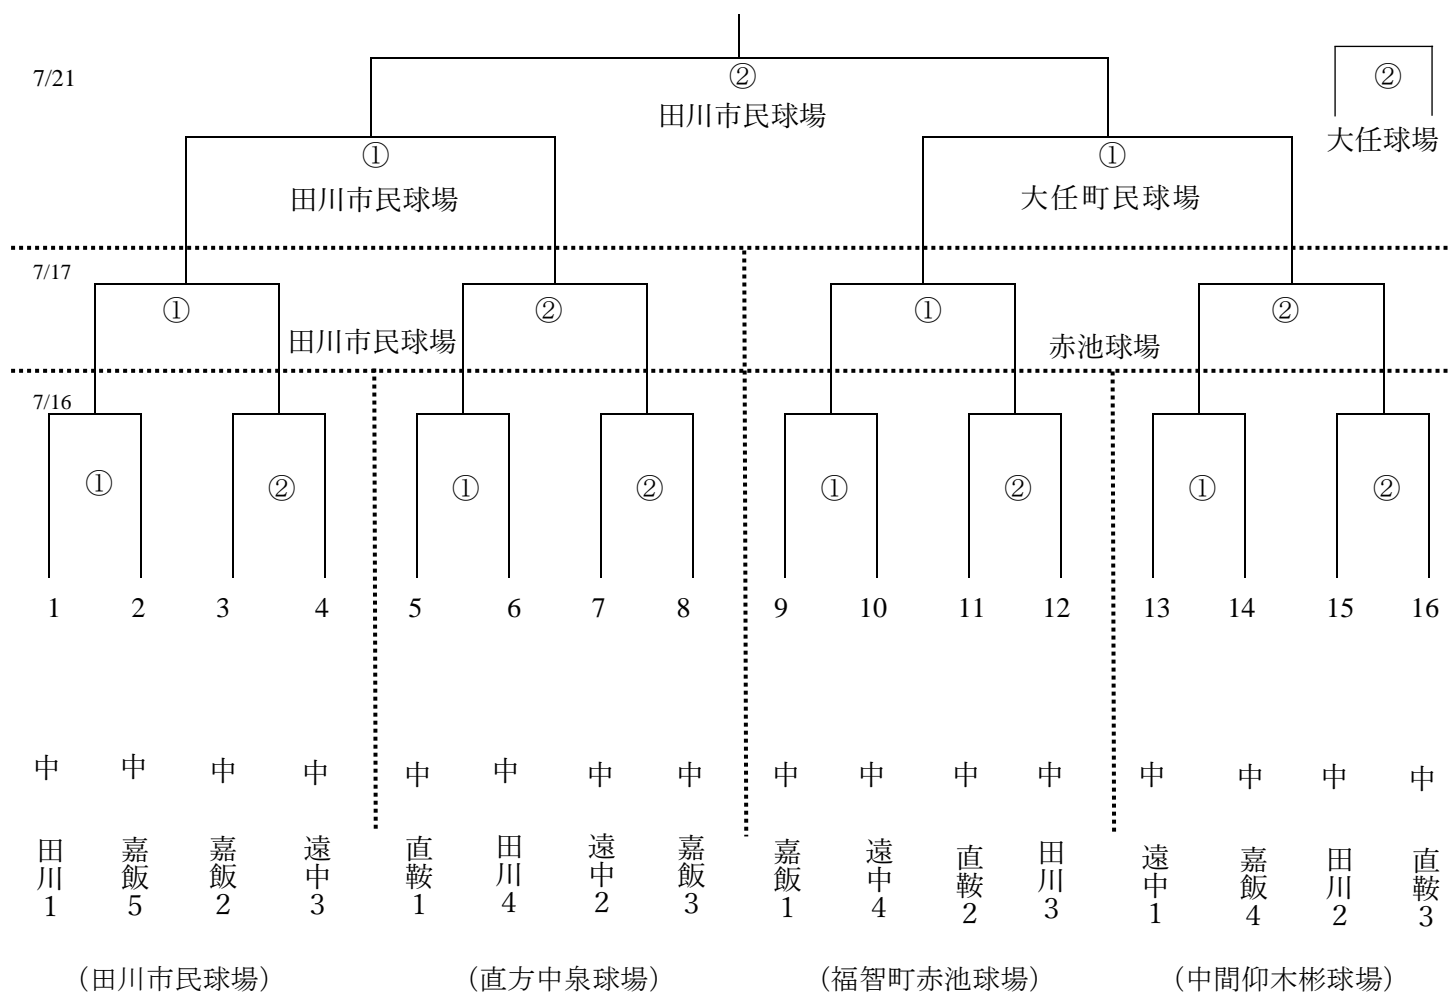 7/21
②
②
田川市民球場
大任球場
①
①
田川市民球場
大任町民球場
7/17
①
②
①
②
田川市民球場
赤池球場
7/16
①
②
①
②
①
②
①
②
1 2 3 4 5 6 7 8 9 10 11 12 13 14 15 16
中 中 中 中 中 中 中 中 中 中 中 中 中 中 中 中
田川1
嘉飯5
嘉飯2
遠中3
直鞍1
田川4
遠中2
嘉飯3
嘉飯1
遠中4
直鞍2
田川3
遠中1
嘉飯4
田川2
直鞍3
（田川市民球場）
（直方中泉球場）
（福智町赤池球場）
（中間仰木彬球場）